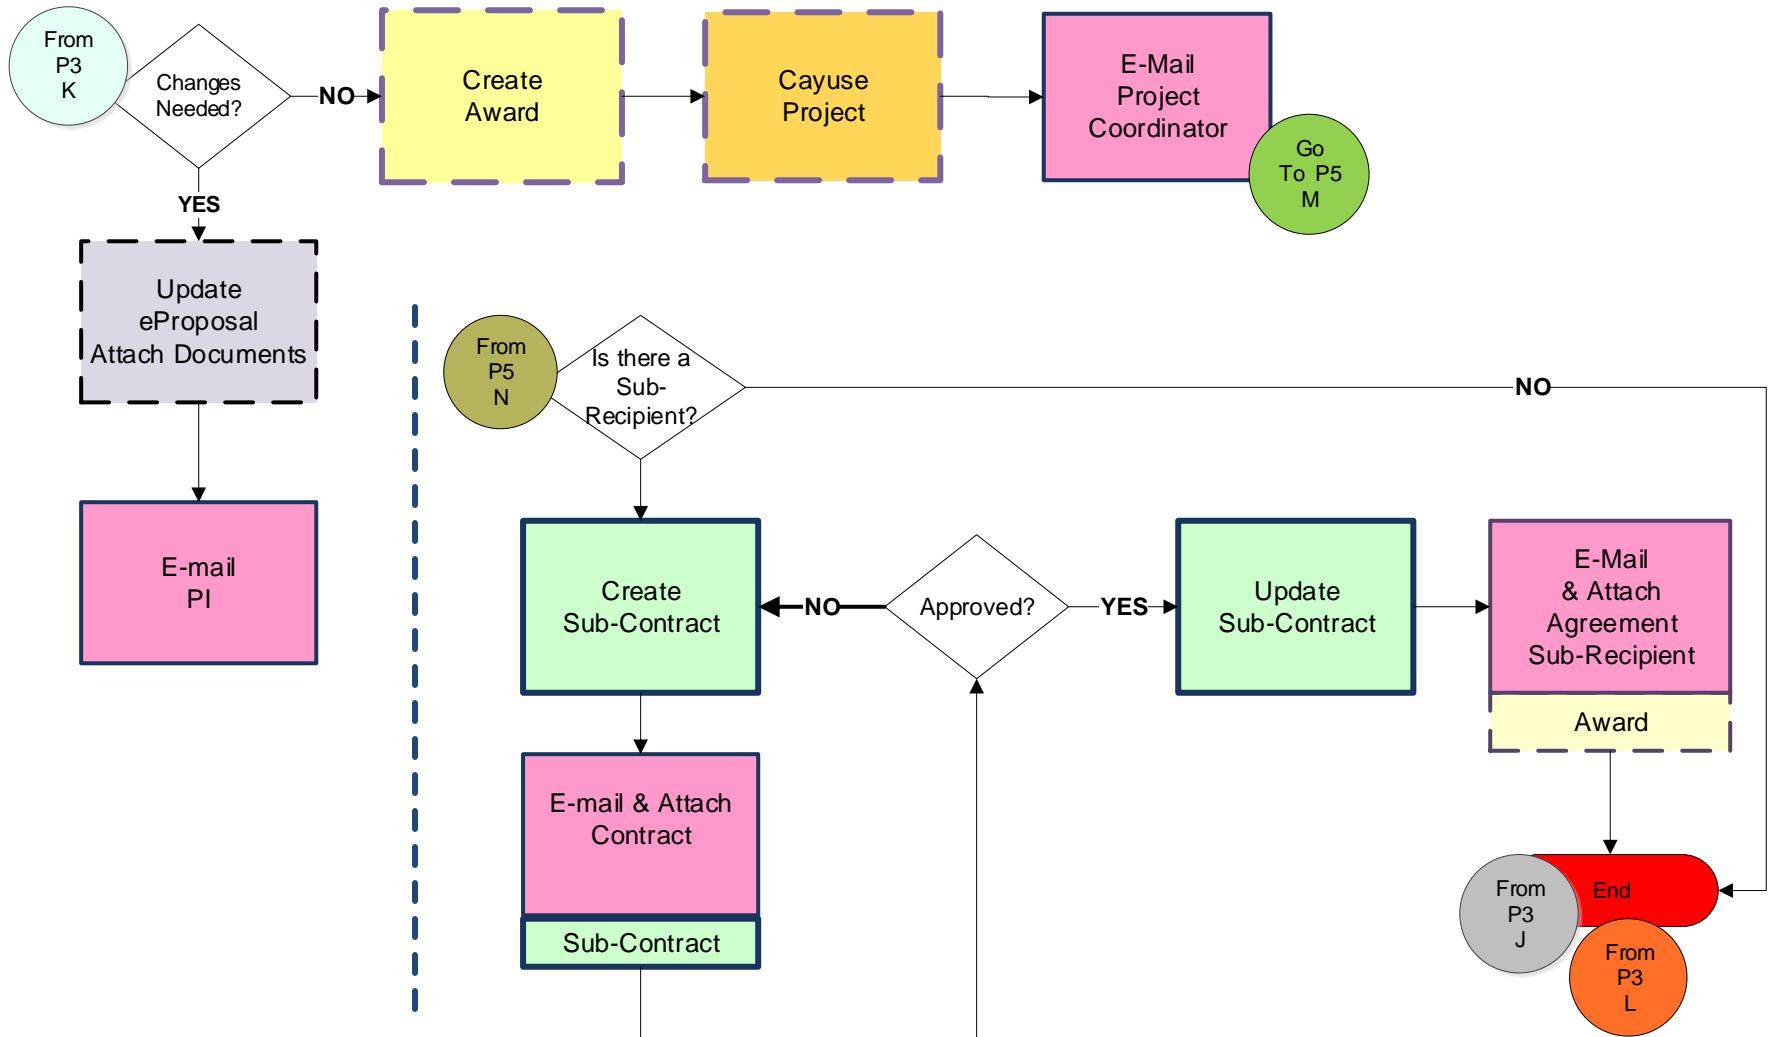 From
P3
K
Changes
Needed?
NO
Create
Award
Cayuse
Project
E-Mail
Project
Coordinator
Go
To P5
M
YES
Update
eProposal
Attach Documents
E-mail
PI
From
P5
N
Is there a
Sub-
Recipient?
NO
Create
Sub-Contract
NO
Approved?
YES
Update
Sub-Contract
E-Mail
& Attach
Agreement
Sub-Recipient
Award
E-mail & Attach
Contract
Sub-Contract
From
P3
J
End
From
P3
L